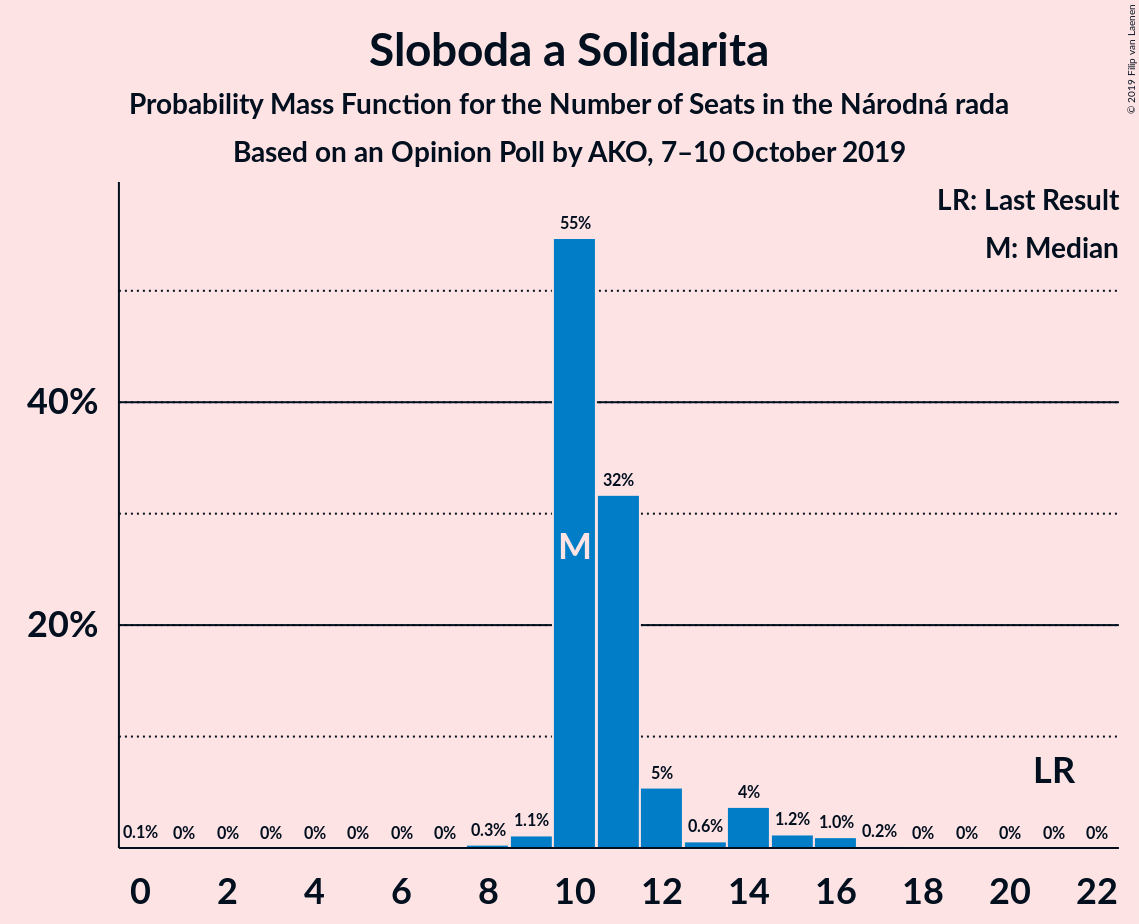 Sloboda a Solidarita
Probability Mass Function for the Number of Seats in the Národná rada
Based on an Opinion Poll by AKO, 7–10 October 2019
© 2019 Filip van Laenen
LR: Last Result
M: Median
40%
20%
0.1% 0% 0% 0% 0% 0% 0% 0% 0.3% 1.1% 55% 32% 5% 0.6% 4% 1.2% 1.0% 0.2% 0% 0% 0% 0% 0%
M
LR
0 2 4 6 8 10 12 14 16 18 20 22